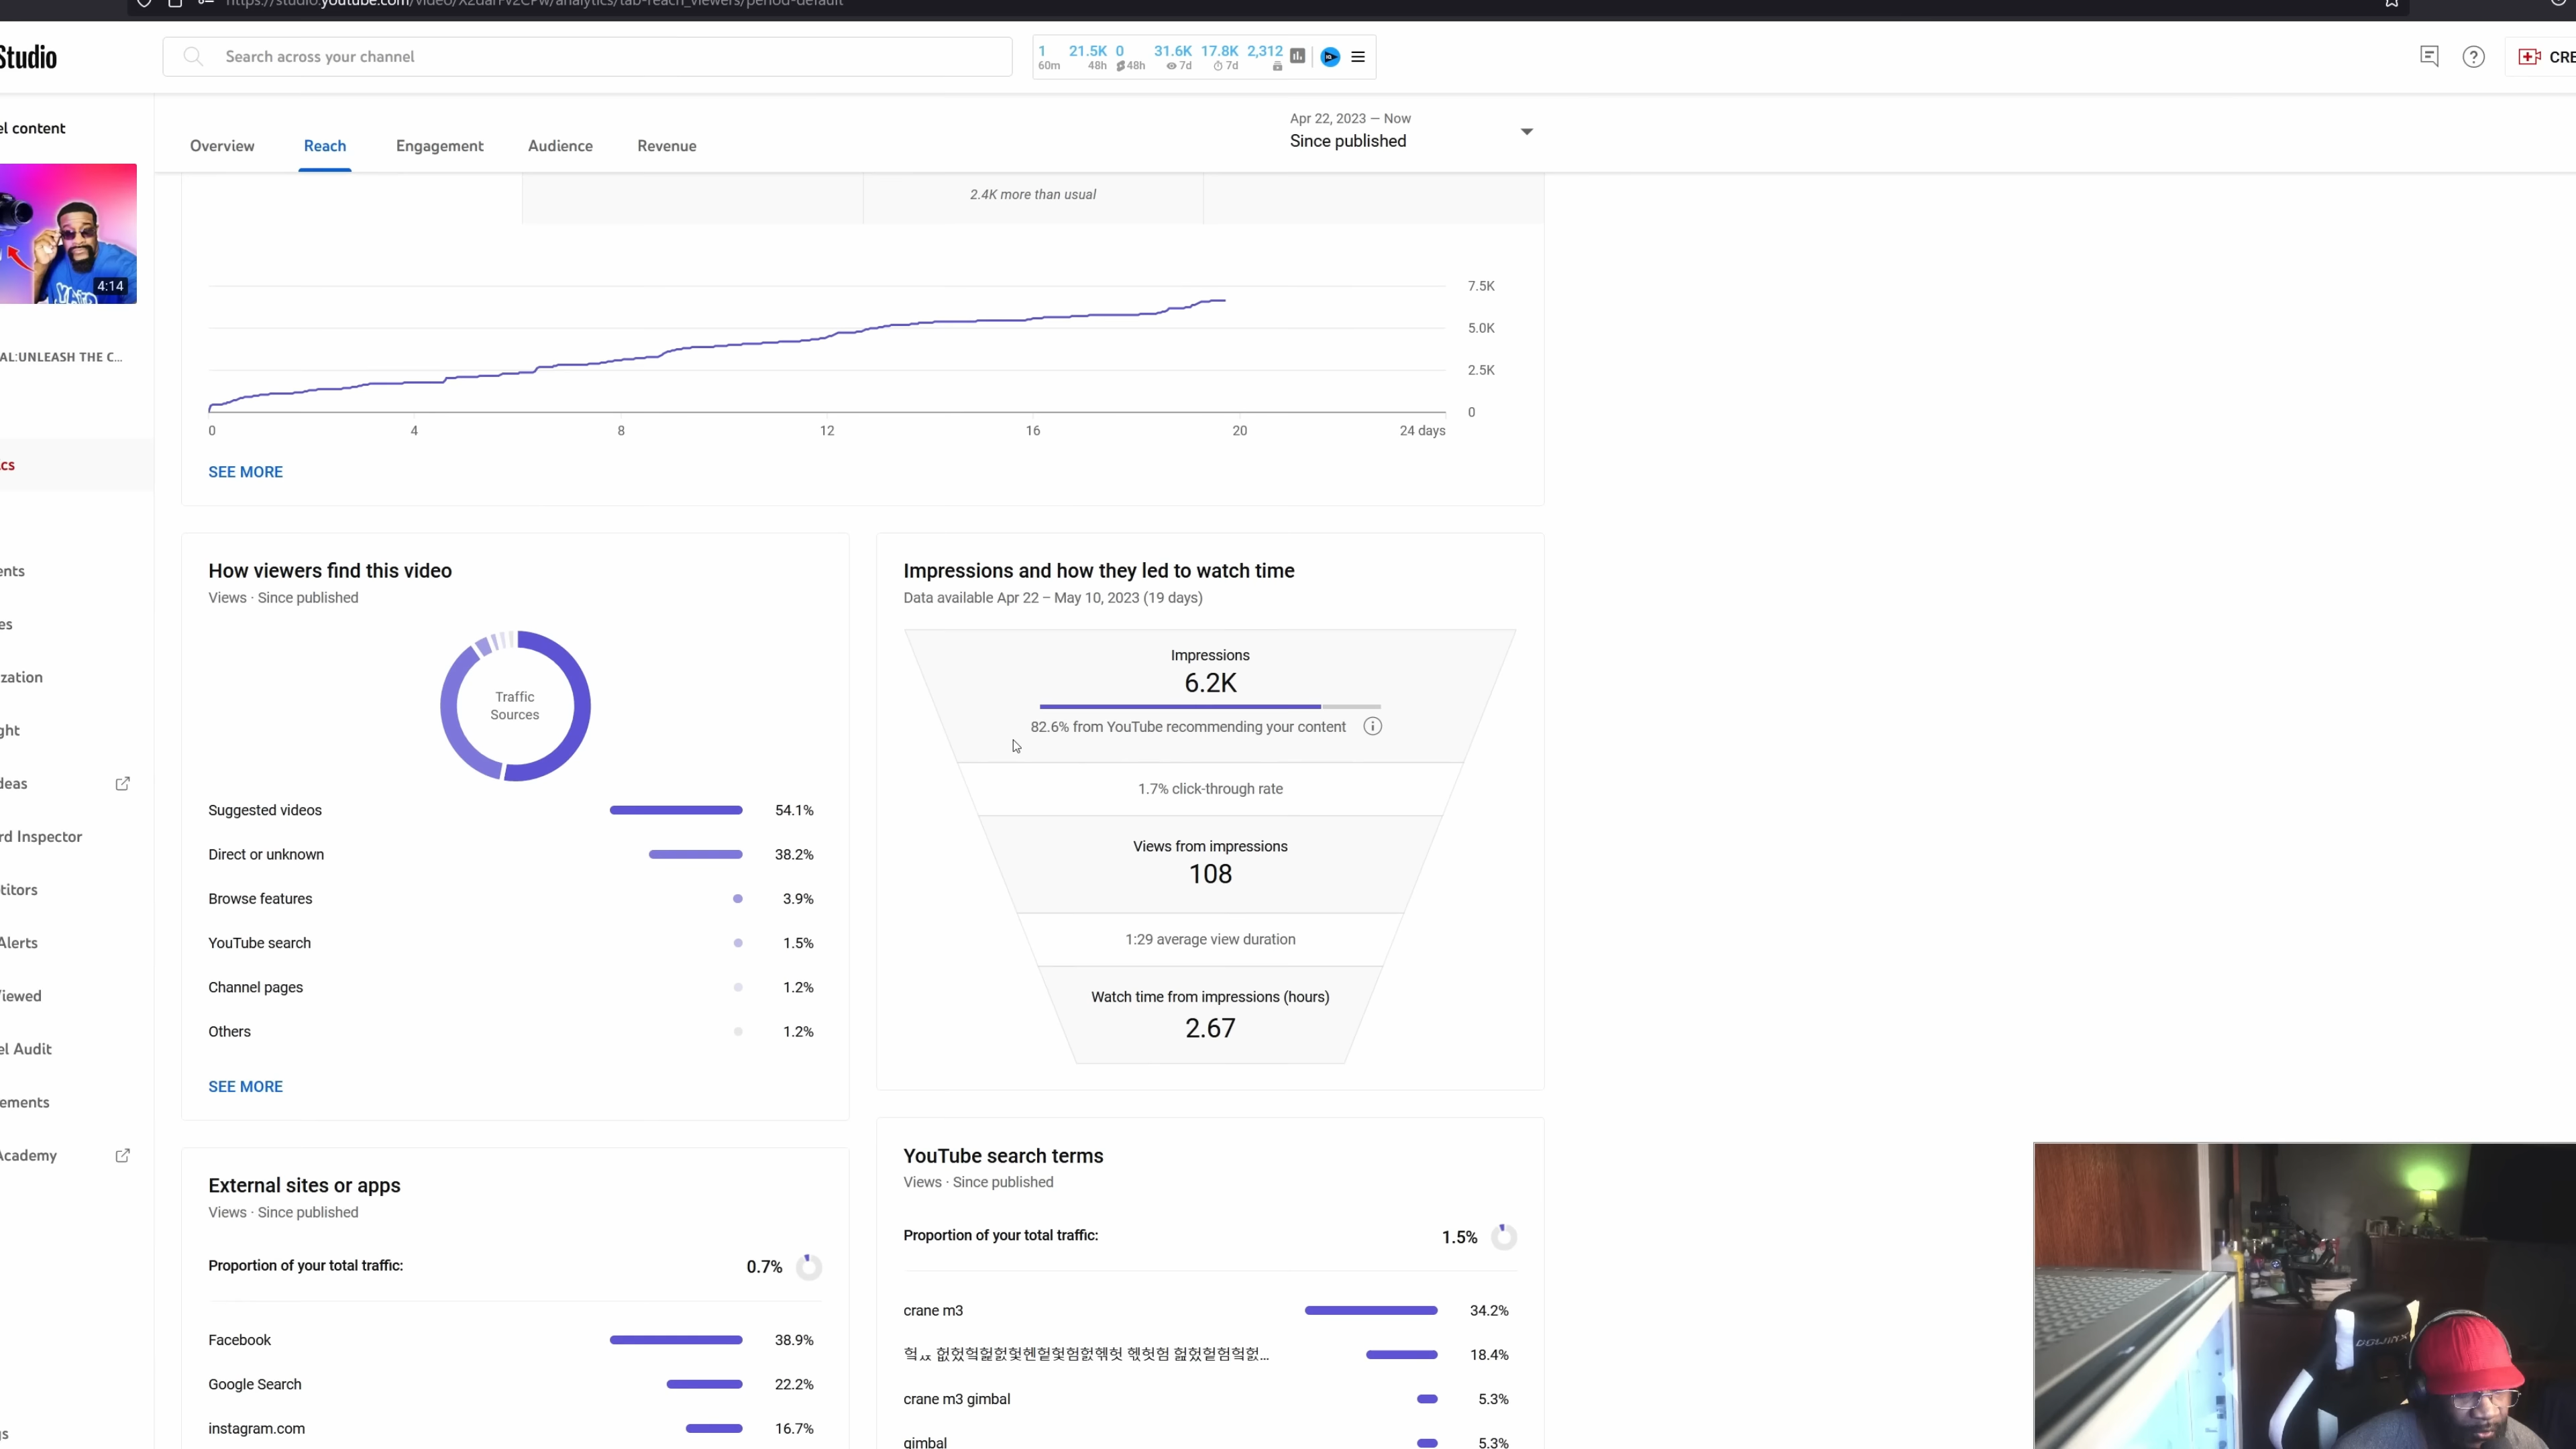 Studio
Search across your channel
1 21.5K 0 31.6K 17.8K 2,312
60m 48h 48h 7d 7d
CRE
el content
Overview
Reach
Engagement
Audience
Revenue
Apr 22, 2023 – Now
Since published
4:14
AL:UNLEASH THE C...
cs
ents
es
zation
ght
deas
rd Inspector
titors
Alerts
iewed
el Audit
ements
Academy
gs
2.4K more than usual
7.5K
5.0K
2.5K
0
0 4 8 12 16 20 24 days
SEE MORE
How viewers find this video
Views · Since published
Traffic
Sources
Suggested videos 54.1%
Direct or unknown 38.2%
Browse features 3.9%
YouTube search 1.5%
Channel pages 1.2%
Others 1.2%
SEE MORE
Impressions and how they led to watch time
Data available Apr 22 – May 10, 2023 (19 days)
Impressions
6.2K
82.6% from YouTube recommending your content
1.7% click-through rate
Views from impressions
108
1:29 average view duration
Watch time from impressions (hours)
2.67
External sites or apps
Views · Since published
Proportion of your total traffic: 0.7%
Facebook 38.9%
Google Search 22.2%
instagram.com 16.7%
YouTube search terms
Views · Since published
Proportion of your total traffic: 1.5%
crane m3 34.2%
18.4%
crane m3 gimbal 5.3%
gimbal 5.3%